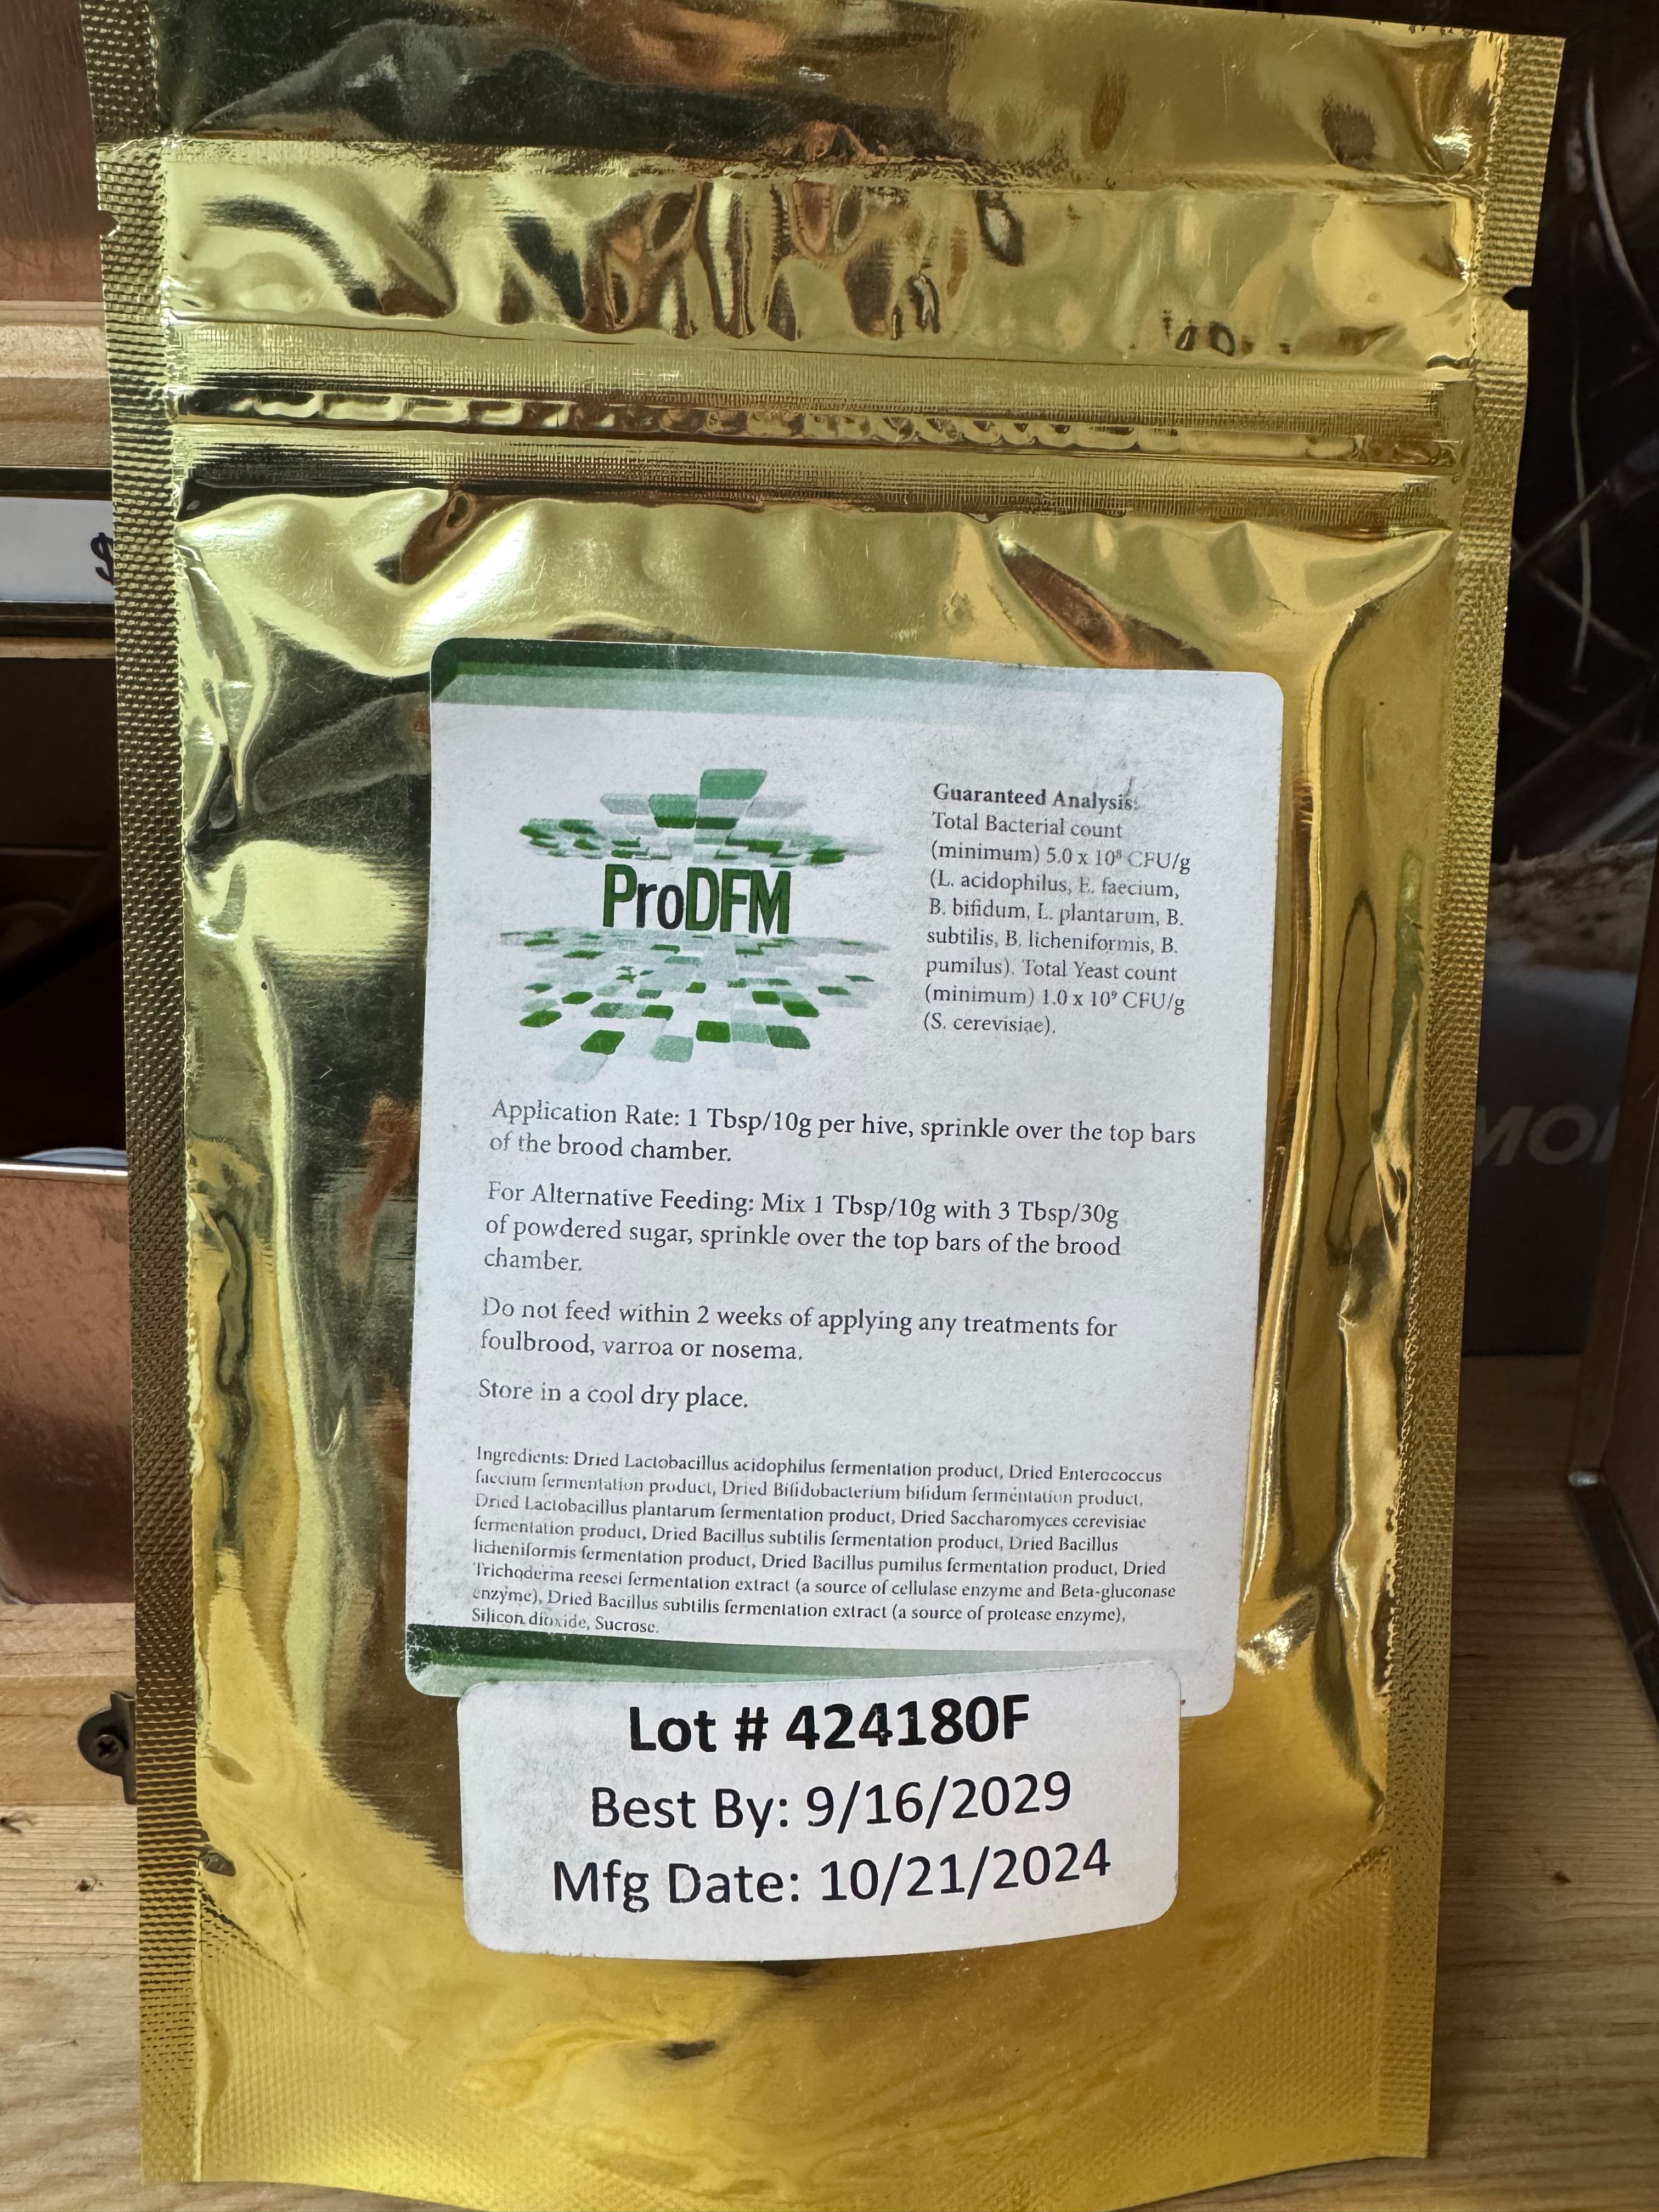 ProDFM
Guaranteed Analysis:
Total Bacterial count
(minimum) 5.0 x 10⁸ CFU/g
(L. acidophilus, E. faecium,
B. bifidum, L. plantarum, B.
subtilis, B. licheniformis, B.
pumilus). Total Yeast count
(minimum) 1.0 x 10⁹ CFU/g
(S. cerevisiae).
Application Rate: 1 Tbsp/10g per hive, sprinkle over the top bars
of the brood chamber.
For Alternative Feeding: Mix 1 Tbsp/10g with 3 Tbsp/30g
of powdered sugar, sprinkle over the top bars of the brood
chamber.
Do not feed within 2 weeks of applying any treatments for
foulbrood, varroa or nosema.
Store in a cool dry place.
Ingredients: Dried Lactobacillus acidophilus fermentation product, Dried Enterococcus
faecium fermentation product, Dried Bifidobacterium bifidum fermentation product,
Dried Lactobacillus plantarum fermentation product, Dried Saccharomyces cerevisiae
fermentation product, Dried Bacillus subtilis fermentation product, Dried Bacillus
licheniformis fermentation product, Dried Bacillus pumilus fermentation product, Dried
Trichoderma reesei fermentation extract (a source of cellulase enzyme and Beta-gluconase
enzyme), Dried Bacillus subtilis fermentation extract (a source of protease enzyme),
Silicon dioxide, Sucrose.
Lot # 424180F
Best By: 9/16/2029
Mfg Date: 10/21/2024